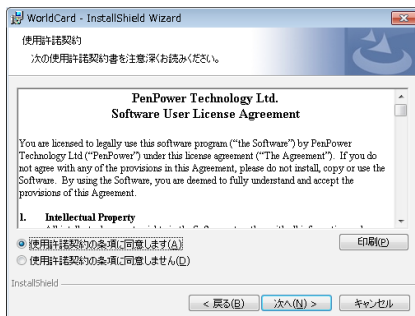 WorldCard - InstallShield Wizard
使用許諾契約
次の使用許諾契約書を注意深くお読みください。
PenPower Technology Ltd.
Software User License Agreement
You are licensed to legally use this software program (“the Software”) by PenPower
Technology Ltd (“PenPower”) under this license agreement (“The Agreement”). If you do
not agree with any of the provisions in this Agreement, please do not install, copy or use the
Software. By using the Software, you are deemed to fully understand and accept the
provisions of this Agreement.
1. Intellectual Property
使用許諾契約の条項に同意します(A)
印刷(P)
使用許諾契約の条項に同意しません(D)
InstallShield
< 戻る(B)
次へ(N) >
キャンセル